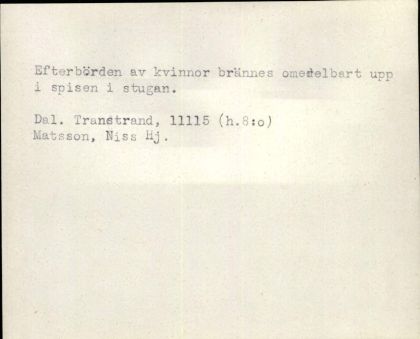 Efterbörden av kvinnor brännes omedelbart upp
i spisen i stugan.
Dal. Transtrand, 11115 (h.8:o)
Matsson, Niss Hj.